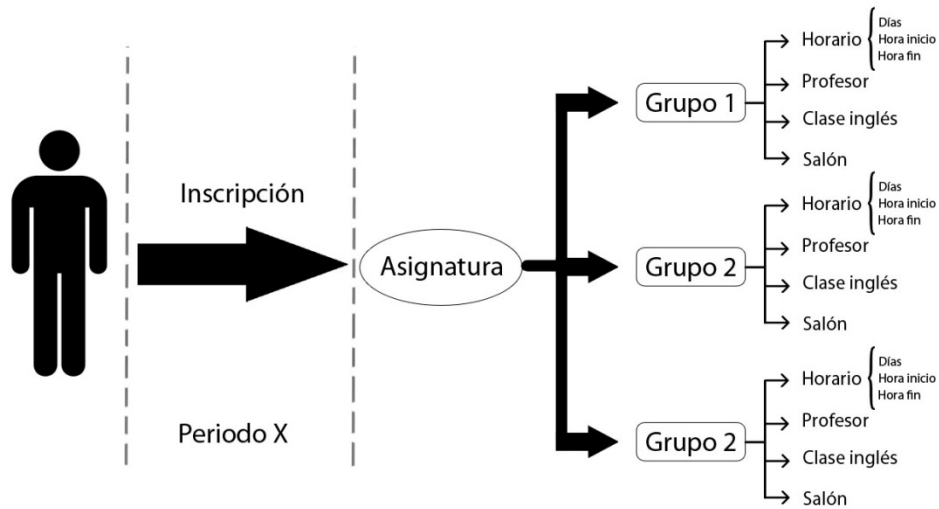 Inscripción
Periodo X
Asignatura
Grupo 1
Horario
Días
Hora inicio
Hora fin
Profesor
Clase inglés
Salón
Grupo 2
Horario
Días
Hora inicio
Hora fin
Profesor
Clase inglés
Salón
Grupo 2
Horario
Días
Hora inicio
Hora fin
Profesor
Clase inglés
Salón